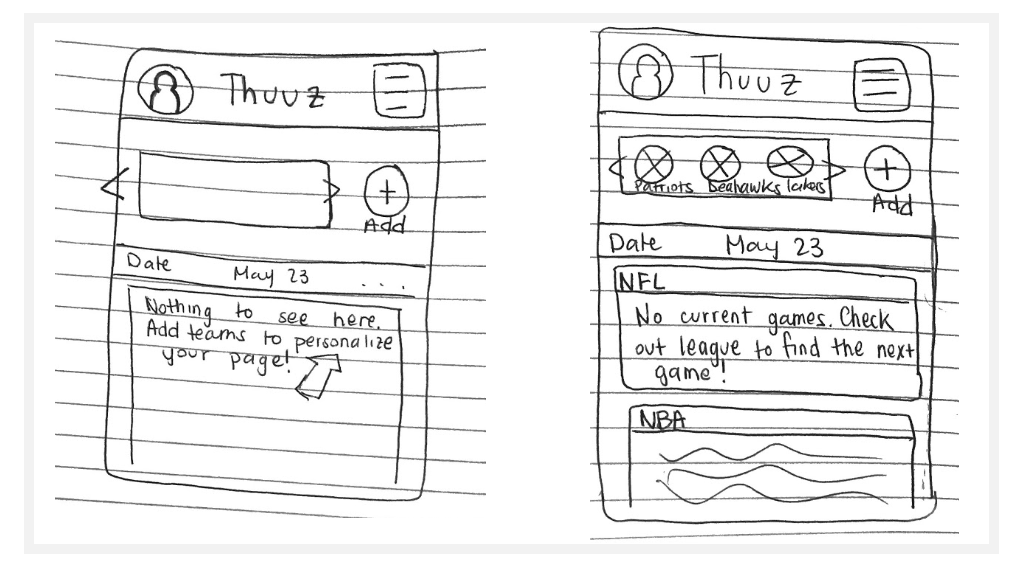 Thuuz
Add
Date May 23 . . . .
Nothing to see here.
Add teams to personalize
your page!
Thuuz
Patriots Seahawks lakers
Add
Date May 23
NFL
No current games. Check
out league to find the next
game!
NBA